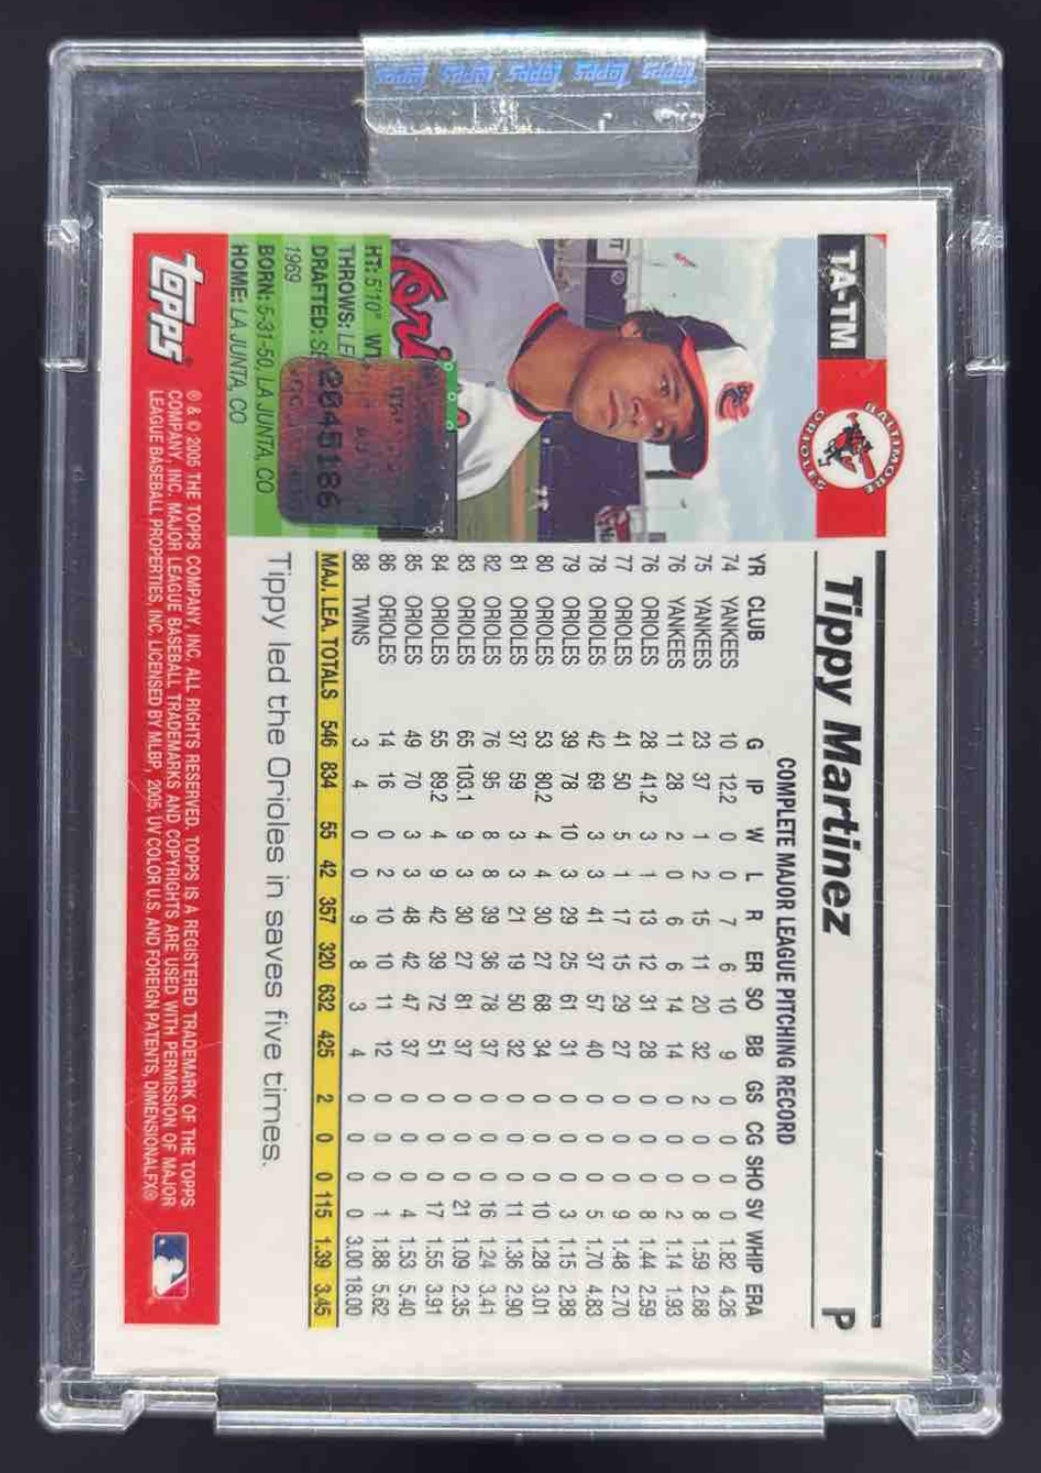 Topps Topps Topps Topps Topps
TA-TM
BALTIMORE
ORIOLES
Tippy Martinez
P
COMPLETE MAJOR LEAGUE PITCHING RECORD
YR CLUB G IP W L R ER SO BB GS CG SHO SV WHIP ERA
74 YANKEES 10 12.2 0 0 7 6 10 9 0 0 0 0 1.82 4.26
75 YANKEES 23 37 1 2 15 11 20 32 2 0 0 8 1.59 2.68
76 YANKEES 11 28 2 0 6 6 14 14 0 0 0 2 1.14 1.93
76 ORIOLES 28 41.2 3 1 13 12 31 28 0 0 0 8 1.44 2.59
77 ORIOLES 41 50 5 1 17 15 29 27 0 0 0 9 1.48 2.70
78 ORIOLES 42 69 3 3 41 37 57 40 0 0 0 5 1.70 4.83
79 ORIOLES 39 78 10 3 29 25 61 31 0 0 0 3 1.15 2.88
80 ORIOLES 53 80.2 4 4 30 27 68 34 0 0 0 10 1.28 3.01
81 ORIOLES 37 59 3 3 21 19 50 32 0 0 0 11 1.36 2.90
82 ORIOLES 76 95 8 8 39 36 78 37 0 0 0 16 1.24 3.41
83 ORIOLES 65 103.1 9 3 30 27 81 37 0 0 0 21 1.09 2.35
84 ORIOLES 55 89.2 4 9 42 39 72 51 0 0 0 17 1.55 3.91
85 ORIOLES 49 70 3 3 48 42 47 37 0 0 0 4 1.53 5.40
86 ORIOLES 14 16 0 2 10 10 11 12 0 0 0 1 1.88 5.62
88 TWINS 3 4 0 0 9 8 3 4 0 0 0 0 3.00 18.00
MAJ. LEA. TOTALS 546 834 55 42 357 320 632 425 2 0 0 115 1.39 3.45
Tippy led the Orioles in saves five times.
HT: 5'10"
THROWS:
DRAFTED:
1969
BORN: 5-31-50, LA JUNTA, CO
HOME: LA JUNTA, CO
2045186
Topps
® & © 2005 THE TOPPS COMPANY, INC. ALL RIGHTS RESERVED. TOPPS IS A REGISTERED TRADEMARK OF THE TOPPS
COMPANY, INC. MAJOR LEAGUE BASEBALL TRADEMARKS AND COPYRIGHTS ARE USED WITH PERMISSION OF MAJOR
LEAGUE BASEBALL PROPERTIES, INC. LICENSED BY MLBP, 2005, UV COLOR U.S. AND FOREIGN PATENTS, DIMENSIONALFX®